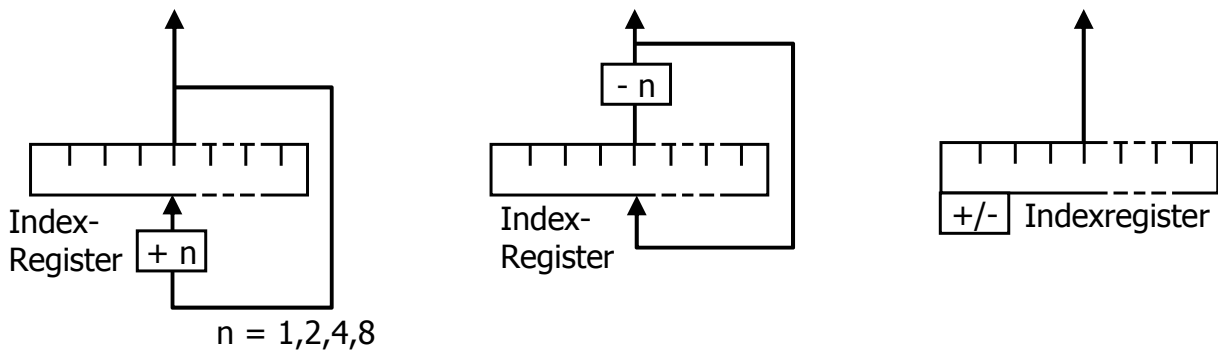 Index-
Register
+ n
n = 1,2,4,8
- n
Index-
Register
+/-
Indexregister